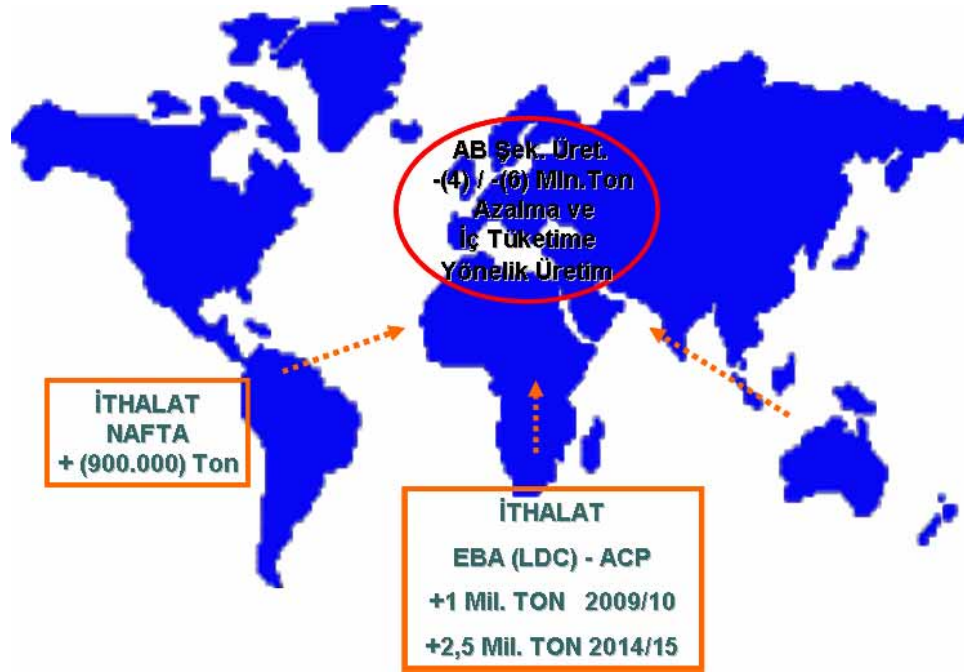 AB Şek. Üret.
-(4) / -(6) Mln.Ton
Azalma ve
İç Tüketime
Yönelik Üretim
İTHALAT
NAFTA
+ (900.000) Ton
İTHALAT
EBA (LDC) - ACP
+1 Mil. TON 2009/10
+2,5 Mil. TON 2014/15